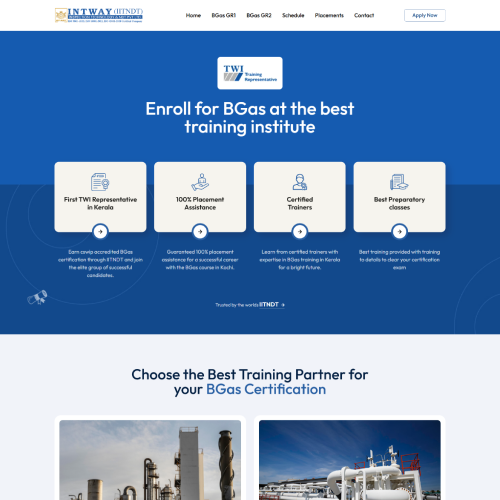 INTWAY (IITNDT)
Home BGas GR1 BGas GR2 Schedule Placements Contact Apply Now
TWI Training
Representative
Enroll for BGas at the best
training institute
First TWI Representative
in Kerala
100% Placement
Assistance
Certified
Trainers
Best Preparatory
classes
Earn cswip accredited BGas
certification through IITNDT and join
the elite group of successful
candidates.
Guaranteed 100% placement
assistance for a successful career
with the BGas course in Kochi.
Learn from certified trainers with
expertise in BGas training in Kerala
for a bright future.
Best training provided with training
to details to clear your certification
exam
Trusted by the worlds IITNDT
Choose the Best Training Partner for
your BGas Certification